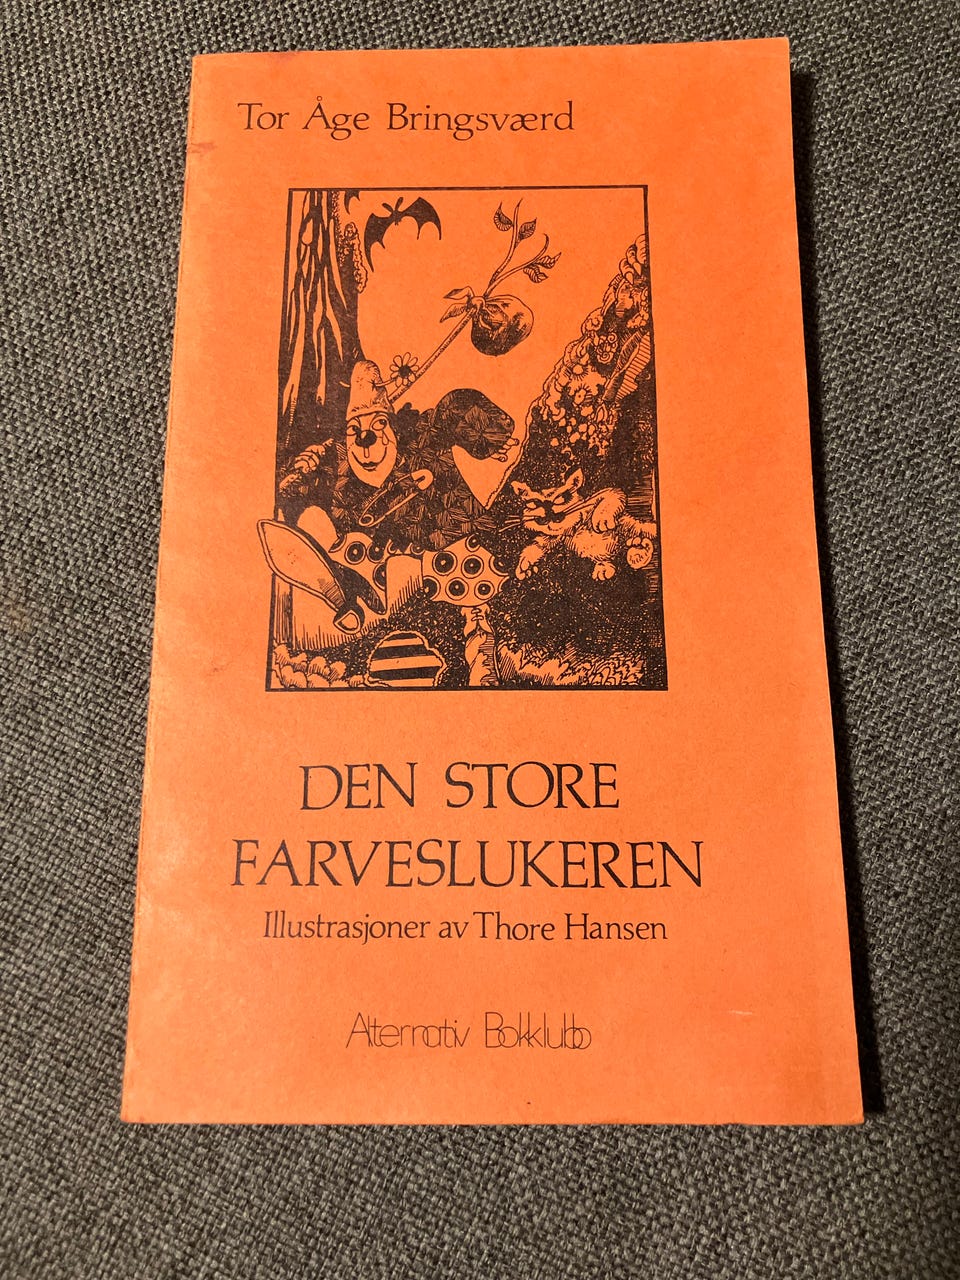 Tor Åge Bringsværd
DEN STORE
FARVESLUKEREN
Illustrasjoner av Thore Hansen
Alternativ Bokklubb